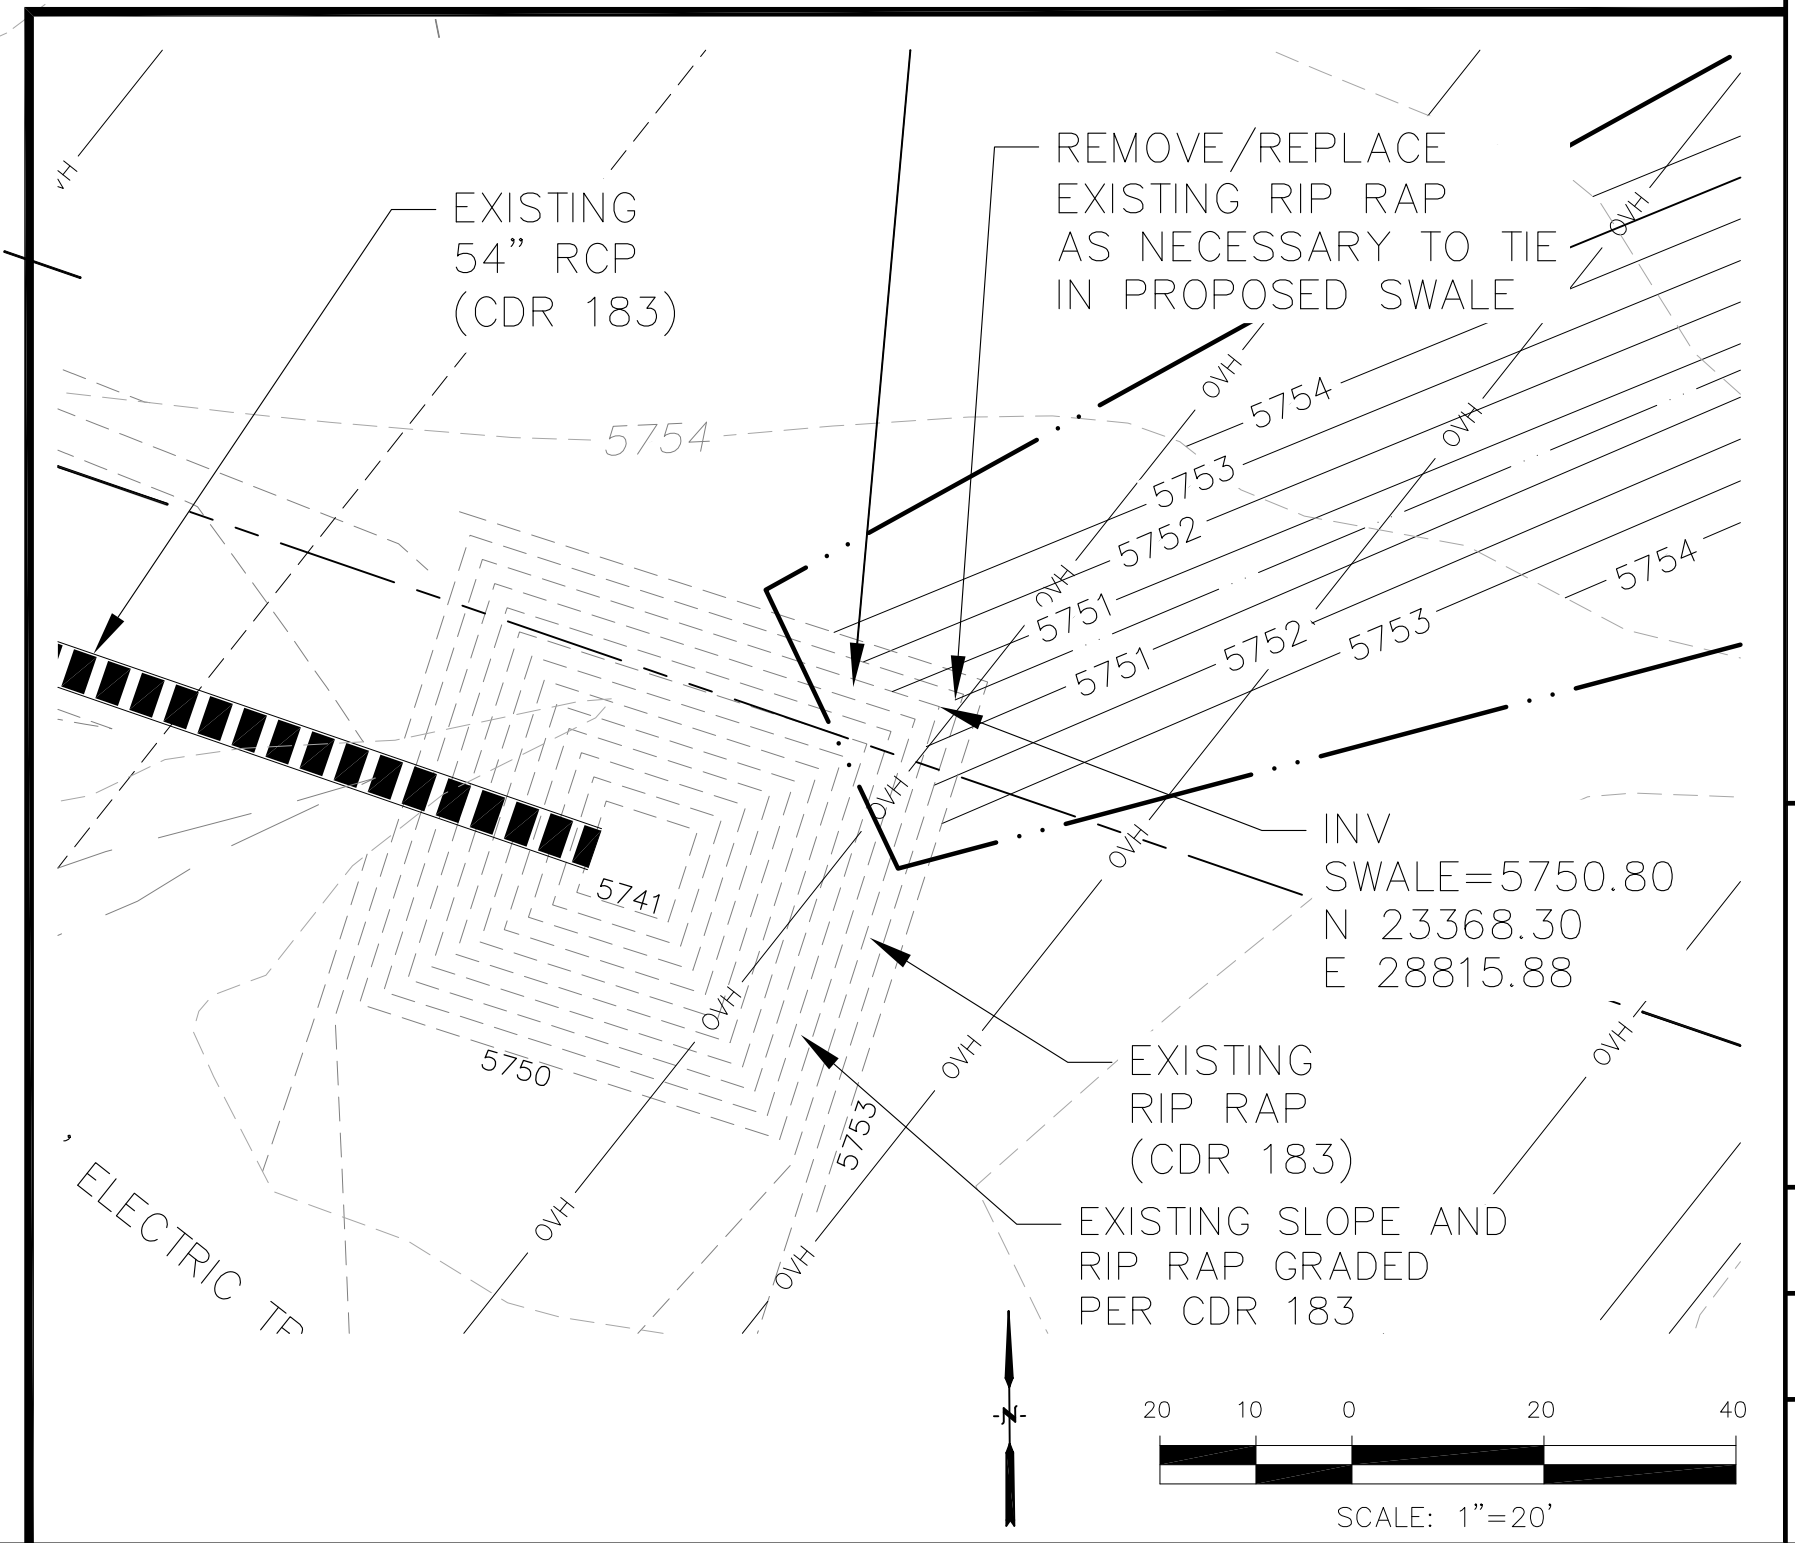 REMOVE/REPLACE
EXISTING RIP RAP
AS NECESSARY TO TIE
IN PROPOSED SWALE
EXISTING
54" RCP
(CDR 183)
OVH
OVH
OVH
5754
5754
5753
5752
5754
5751
5751
5752
5753
OVH
OVH
OVH
INV
SWALE=5750.80
N 23368.30
E 28815.88
5741
OVH
OVH
OVH
5750
5753
EXISTING
RIP RAP
(CDR 183)
OVH
OVH
EXISTING SLOPE AND
RIP RAP GRADED
PER CDR 183
, ELECTRIC
-N-
20 10 0 20 40
SCALE: 1"=20'